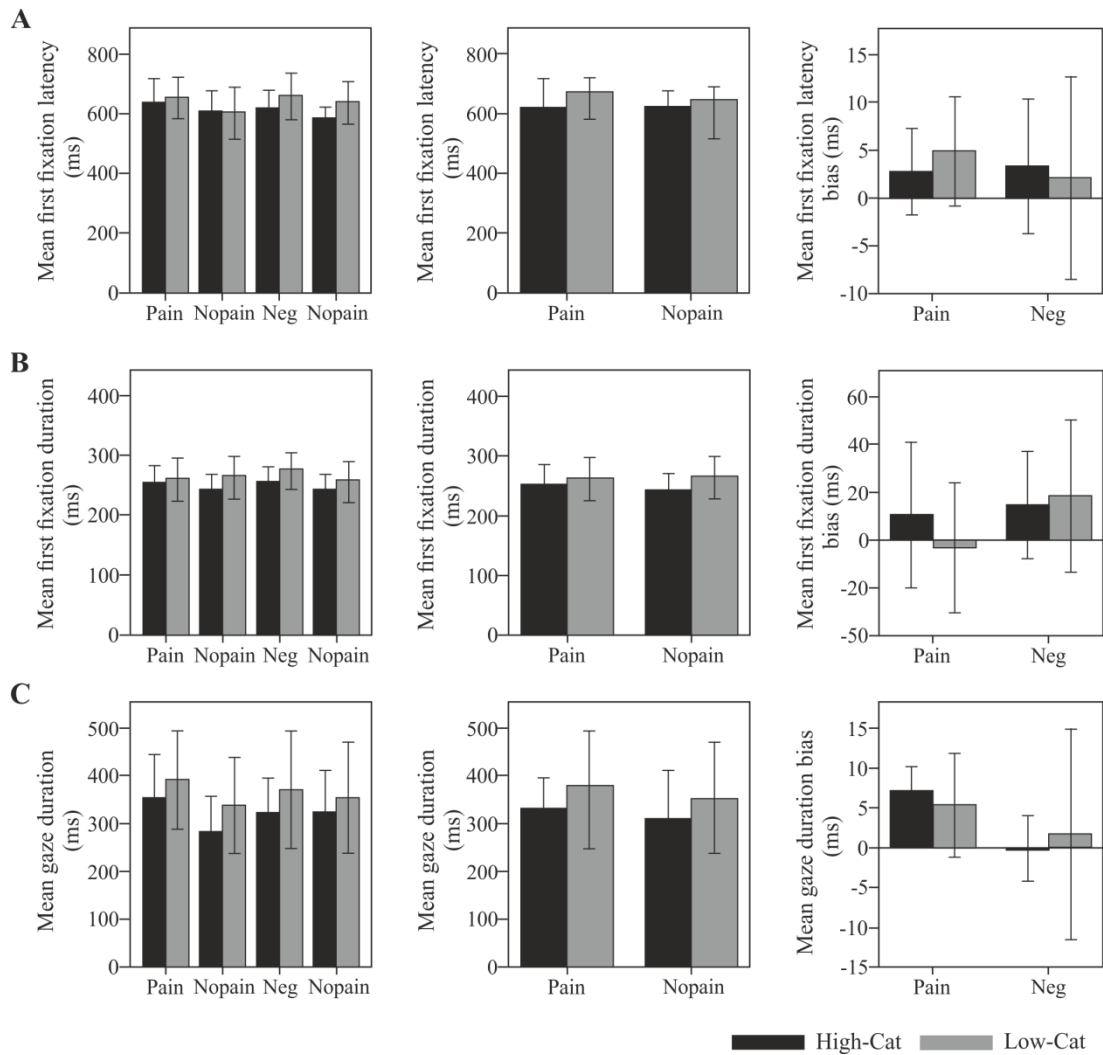 A
Mean first fixation latency
(ms)
800
600
400
200
0
Pain Nopain Neg Nopain
Mean first fixation latency
(ms)
800
600
400
200
0
Pain Nopain
Mean first fixation latency
bias (ms)
15
10
5
0
-5
-10
Pain Neg
B
Mean first fixation duration
(ms)
400
300
200
100
0
Pain Nopain Neg Nopain
Mean first fixation duration
(ms)
400
300
200
100
0
Pain Nopain
Mean first fixation duration
bias (ms)
60
40
20
0
-20
-50
Pain Neg
C
Mean gaze duration
(ms)
500
400
300
200
100
0
Pain Nopain Neg Nopain
Mean gaze duration
(ms)
500
400
300
200
100
0
Pain Nopain
Mean gaze duration bias
(ms)
15
10
5
0
-5
-10
-15
Pain Neg
High-Cat Low-Cat